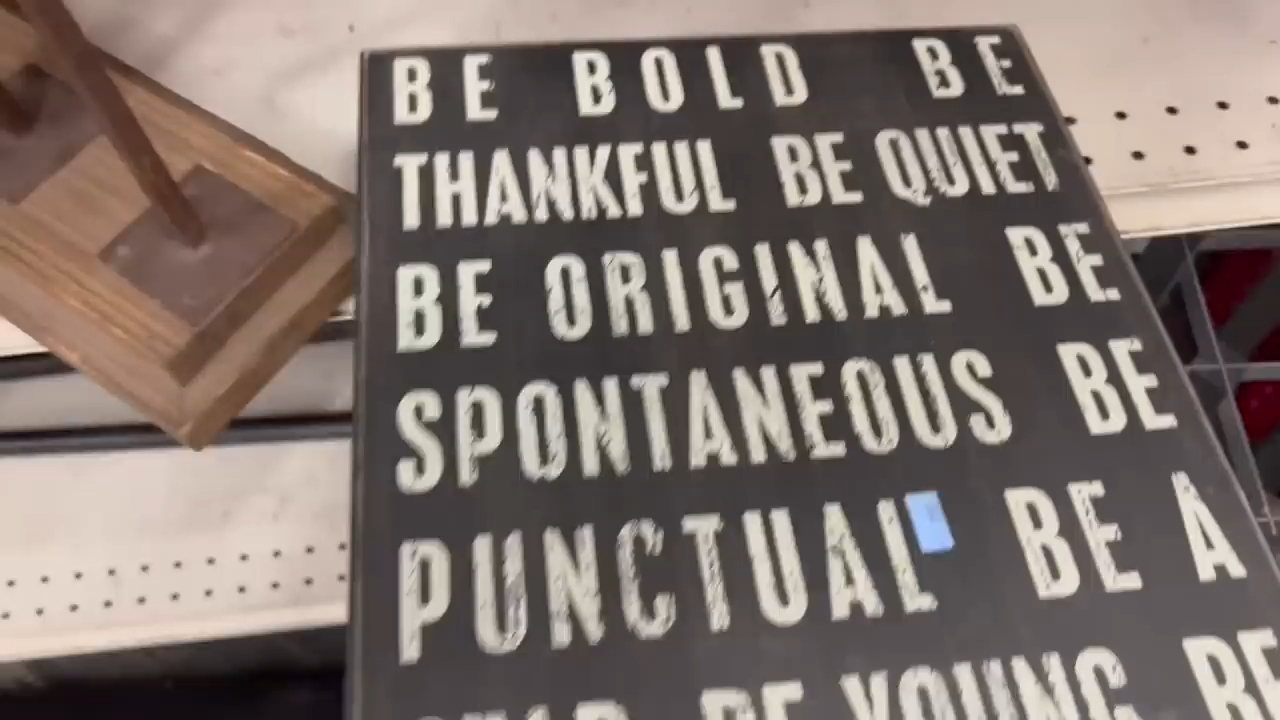 BE BOLD BE
THANKFUL BE QUIET
BE ORIGINAL BE
SPONTANEOUS BE
PUNCTUAL BE A
BE YOUNG BE